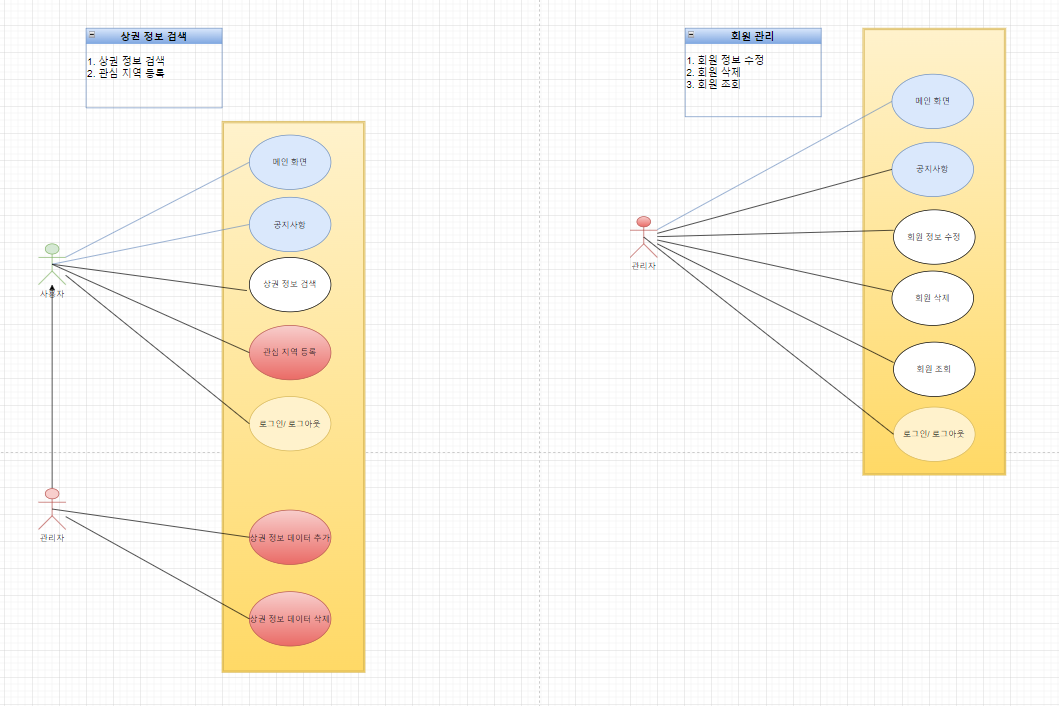 상권 정보 검색
1. 상권 정보 검색
2. 관심 지역 등록
메인 화면
공지사항
상권 정보 검색
관심 지역 등록
로그인/ 로그아웃
상권 정보 데이터 추가
상권 정보 데이터 삭제
사용자
관리자
회원 관리
1. 회원 정보 수정
2. 회원 삭제
3. 회원 조회
메인 화면
공지사항
회원 정보 수정
회원 삭제
회원 조회
로그인/ 로그아웃
관리자